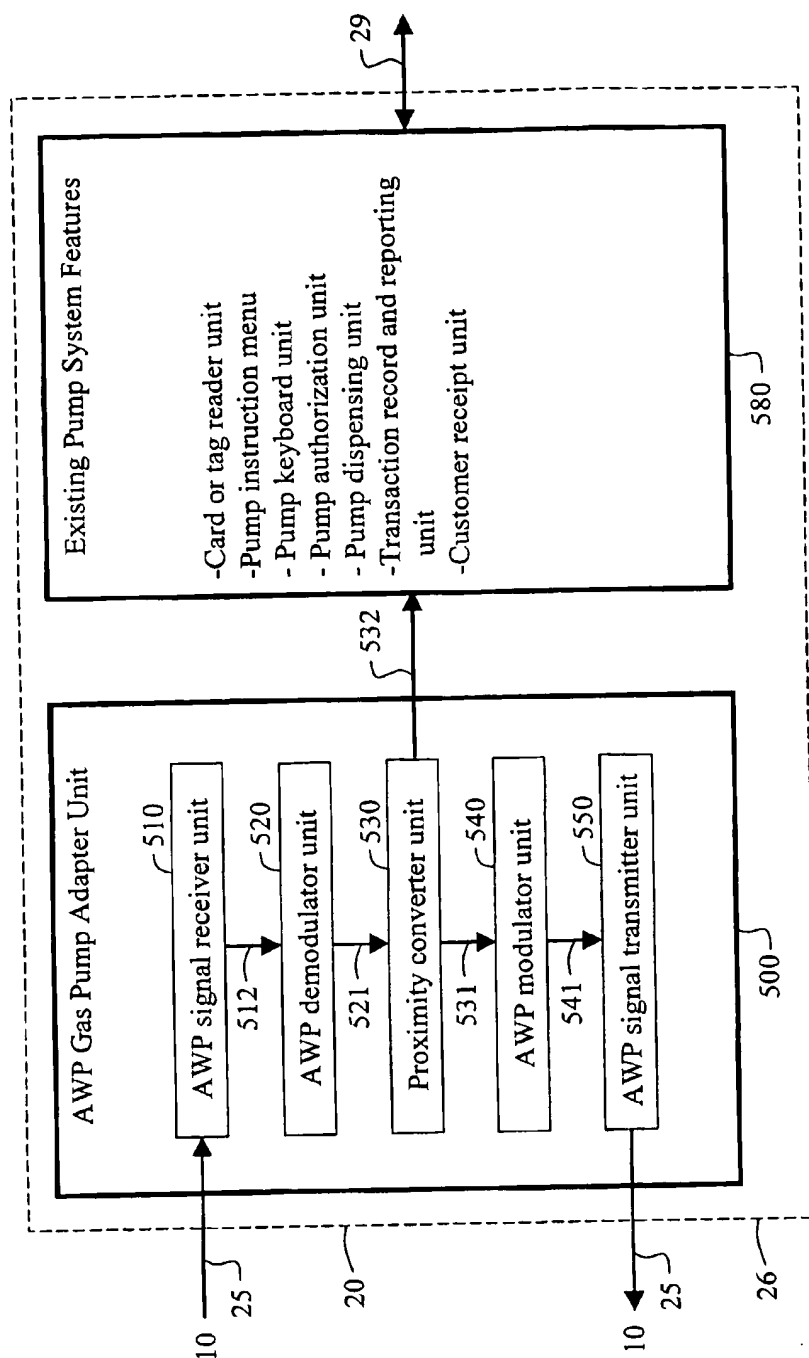 AWP Gas Pump Adapter Unit
10
25
AWP signal receiver unit
510
512
AWP demodulator unit
520
521
Proximity converter unit
530
532
531
AWP modulator unit
540
541
AWP signal transmitter unit
550
10
25
20
26
500
Existing Pump System Features
-Card or tag reader unit
-Pump instruction menu
- Pump keyboard unit
- Pump authorization unit
- Pump dispensing unit
-Transaction record and reporting
unit
-Customer receipt unit
29
580